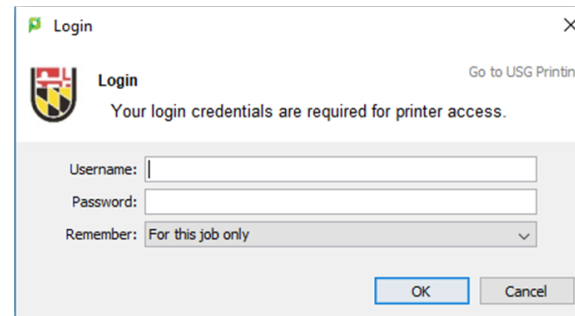 Login
Go to USG Printin
Login
Your login credentials are required for printer access.
Username:
Password:
Remember: For this job only
OK Cancel